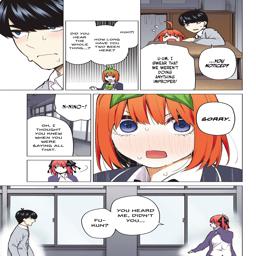 ...YOU
NOTICED?
U-UM, I
SWEAR THAT
WE WEREN'T
DOING
ANYTHING
IMPROPER!
HUH!?
HOW LONG
HAVE YOU
TWO BEEN
HERE?
DID YOU
HEAR THE
WHOLE
THING...?
SORRY.
N-NINO-!
OH, I
THOUGHT
YOU KNEW
WHEN YOU
WERE
SAYING ALL
THAT.
YOU HEARD
ME, DIDN'T
YOU...
FU-
KUN?